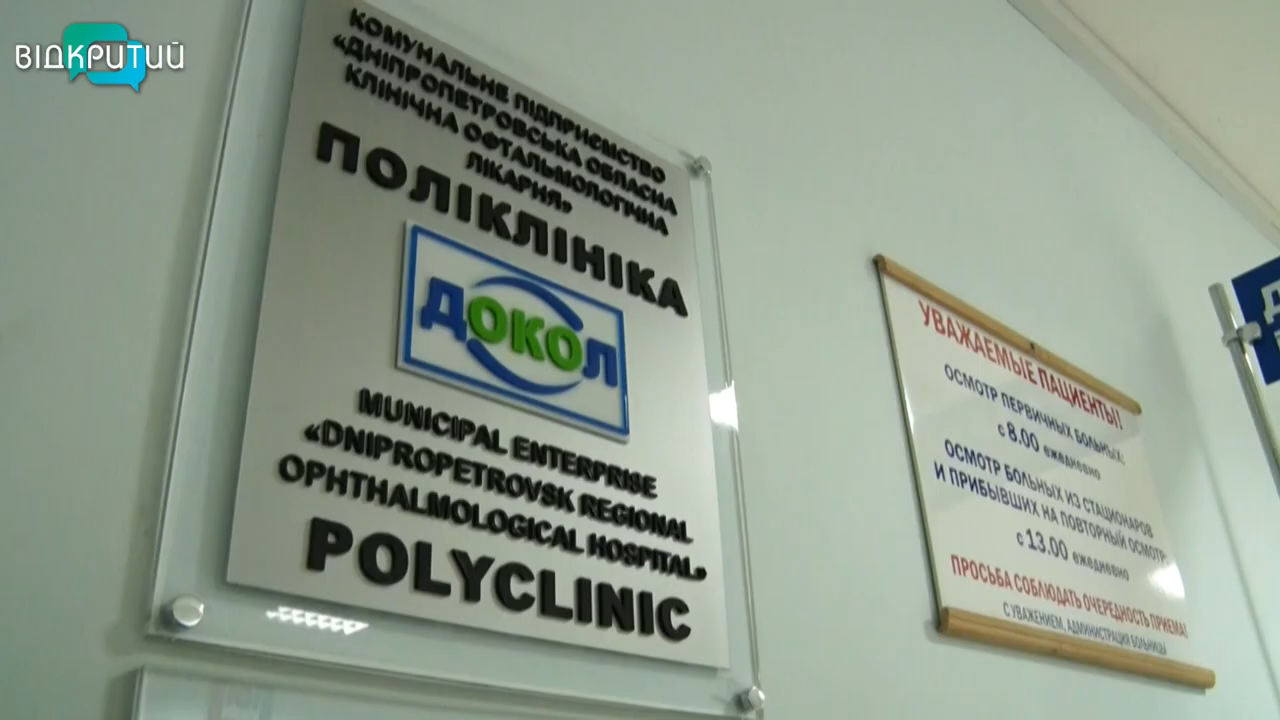 ВІДКРИТИЙ
КОМУНАЛЬНЕ ПІДПРИЄМСТВО
«ДНІПРОПЕТРОВСЬКА ОБЛАСНА
КЛІНІЧНА ОФТАЛЬМОЛОГІЧНА
ЛІКАРНЯ»
ПОЛІКЛІНІКА
ДОКОЛ
MUNICIPAL ENTERPRISE
«DNIPROPETROVSK REGIONAL
OPHTHALMOLOGICAL HOSPITAL»
POLYCLINIC
УВАЖАЕМЫЕ ПАЦИЕНТЫ!
ОСМОТР ПЕРВИЧНЫХ БОЛЬНЫХ:
с 8.00 ежедневно
ОСМОТР БОЛЬНЫХ ИЗ СТАЦИОНАРОВ
И ПРИБЫВШИХ НА ПОВТОРНЫЙ ОСМОТР:
с 13.00 ежедневно
ПРОСЬБА СОБЛЮДАТЬ ОЧЕРЕДНОСТЬ ПРИЕМА!
С УВАЖЕНИЕМ, АДМИНИСТРАЦИЯ БОЛЬНИЦЫ